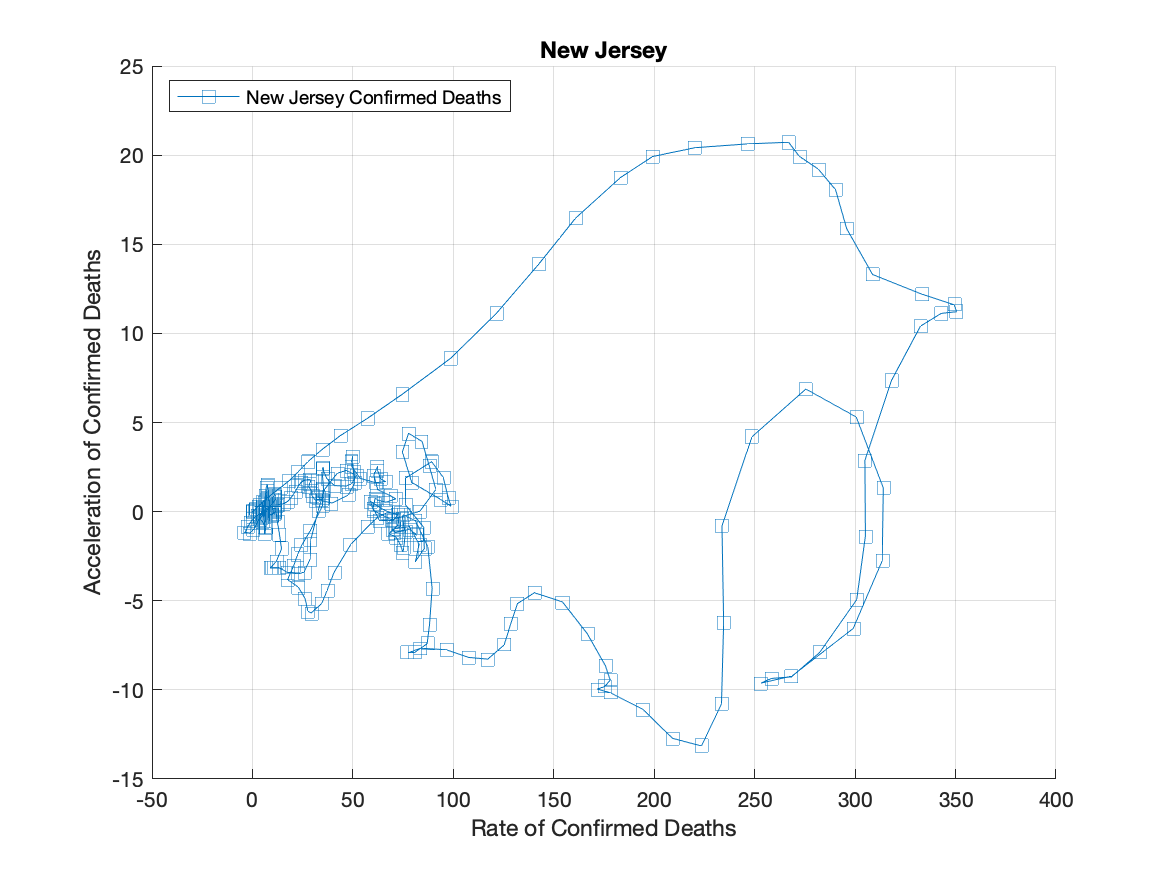 New Jersey
25
New Jersey Confirmed Deaths
20
15
10
5
0
-5
-10
-15
Acceleration of Confirmed Deaths
-50 0 50 100 150 200 250 300 350 400
Rate of Confirmed Deaths